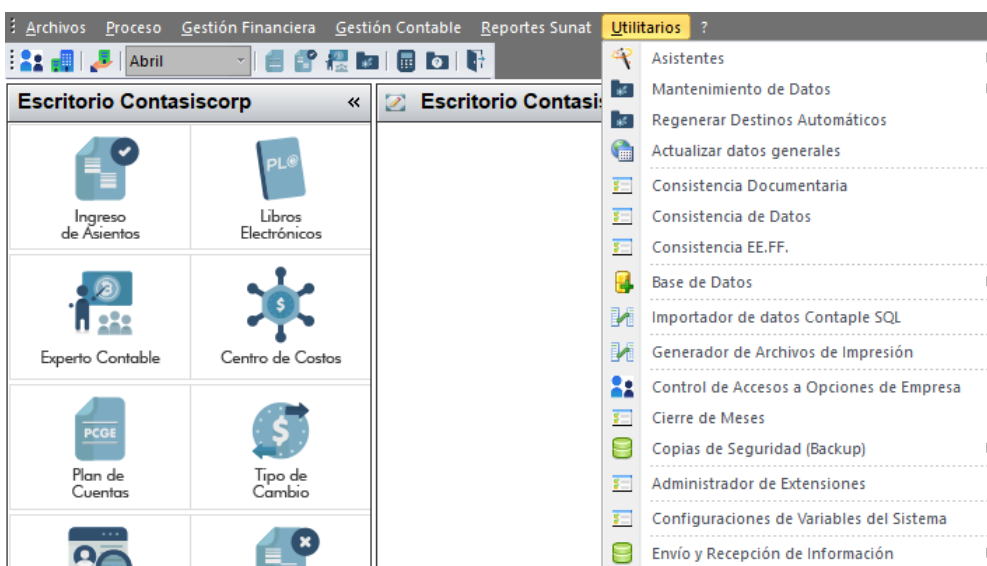 Archivos Proceso Gestión Financiera Gestión Contable Reportes Sunat Utilitarios ?
Abril
Escritorio Contasiscorp «
Escritorio Contasis
Ingreso
de Asientos
PL
Libros
Electrónicos
Experto Contable
Centro de Costos
PCGE
Plan de
Cuentas
$
Tipo de
Cambio
Asistentes
Mantenimiento de Datos
Regenerar Destinos Automáticos
Actualizar datos generales
Consistencia Documentaria
Consistencia de Datos
Consistencia EE.FF.
Base de Datos
Importador de datos Contaple SQL
Generador de Archivos de Impresión
Control de Accesos a Opciones de Empresa
Cierre de Meses
Copias de Seguridad (Backup)
Administrador de Extensiones
Configuraciones de Variables del Sistema
Envío y Recepción de Información